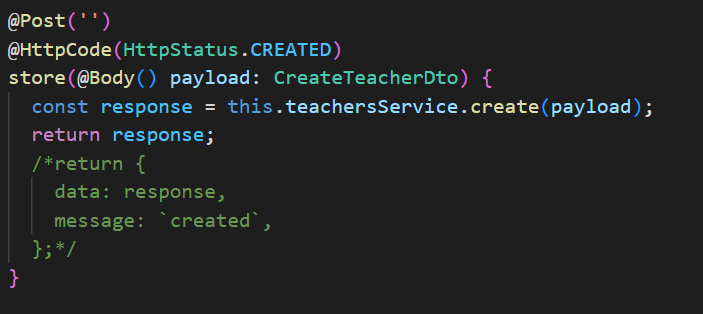 @Post('')
@HttpCode(HttpStatus.CREATED)
store(@Body() payload: CreateTeacherDto) {
  const response = this.teachersService.create(payload);
  return response;
  /*return {
    data: response,
    message: `created`,
  };*/
}